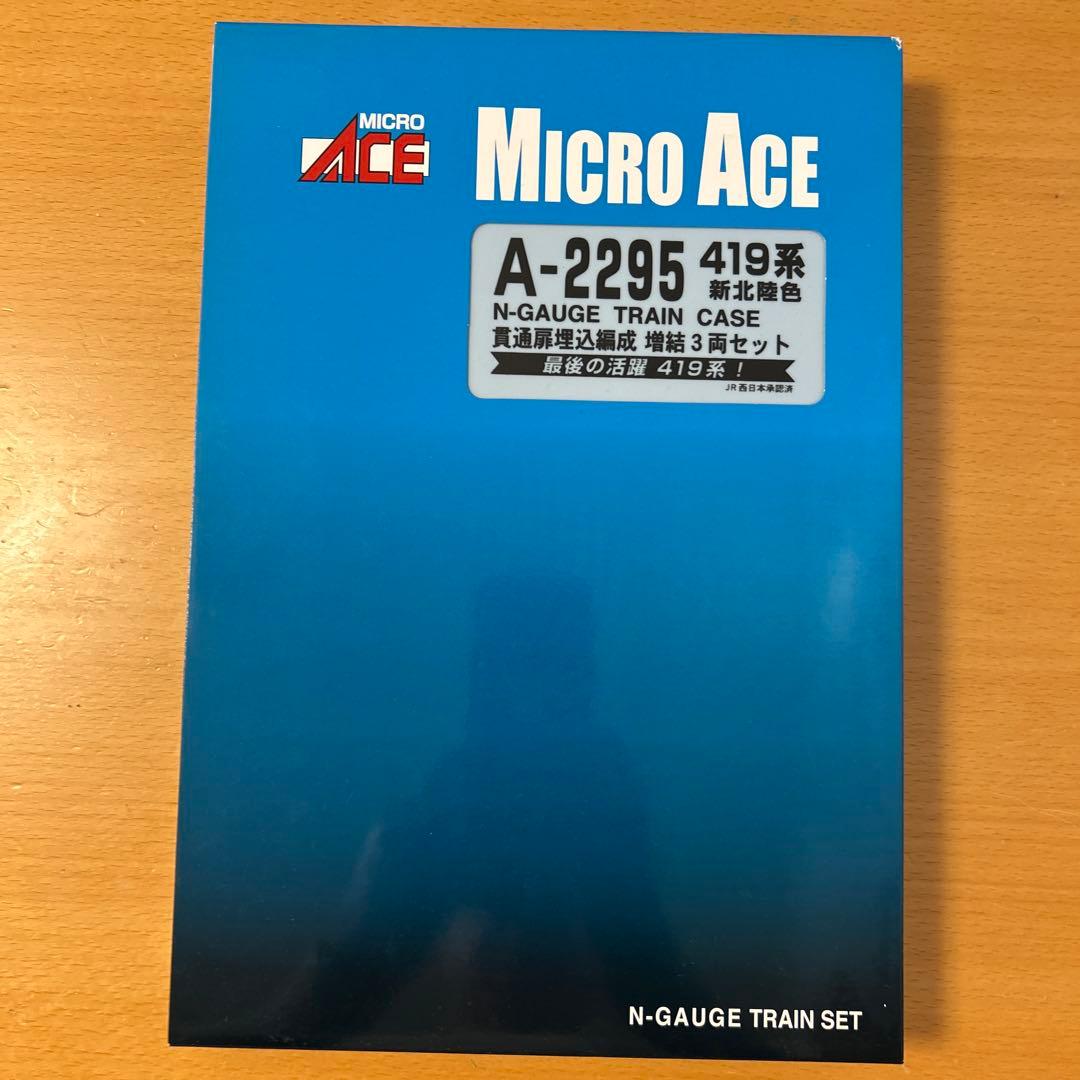 MICRO
ACE
MICRO ACE
A-2295 419系
新北陸色
N-GAUGE TRAIN CASE
貫通扉埋込編成 増結3両セット
最後の活躍 419系!
JR西日本承認済
N-GAUGE TRAIN SET